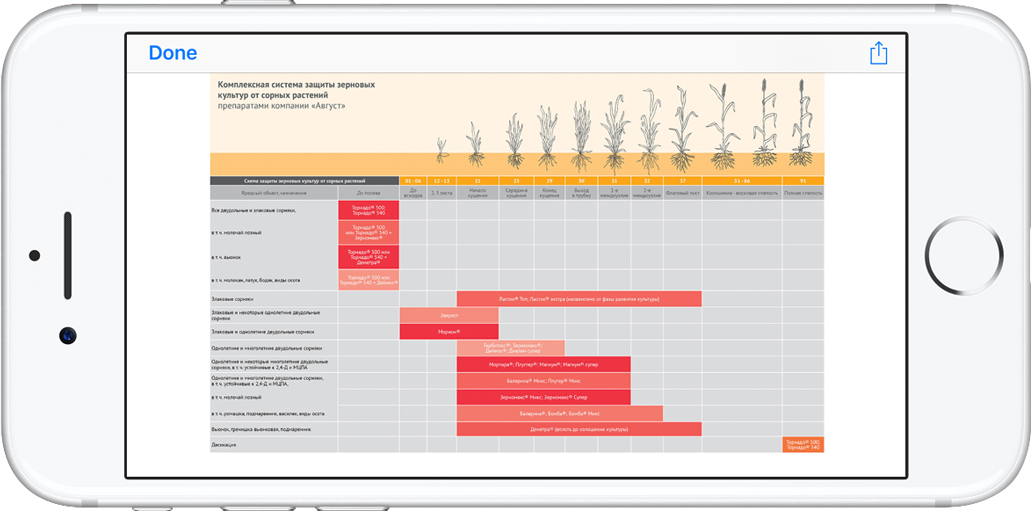 Done
Комплексная система защиты зерновых
культур от сорных растений
препаратами компании «Август»
Схема защиты зерновых культур от сорных растений
01 - 06
12 - 13
21
25
29
30
31
32
37
51 - 86
91
Вредный объект, назначение
До посева
До
всходов
2, 3 листа
Начало
кущения
Середина
кущения
Конец
кущения
Выход
в трубку
1-е
междоузлие
2-е
междоузлие
Флаговый лист
Колошение - восковая спелость
Полная спелость
Все двудольные и злаковые сорняки,
Торнадо® 500;
Торнадо® 540
в т. ч. молочай лозный
Торнадо® 500
или Торнадо® 540 +
Зерномакс®
в т. ч. вьюнок
Торнадо® 500 или
Торнадо® 540 +
Деметра®
в т. ч. молокан, латук, бодяк, виды осота
Торнадо® 500 или
Торнадо® 540 +
Злаковые сорняки
Ластик® Топ; Ластик® экстра (независимо от фазы развития культуры)
Злаковые и некоторые однолетние двудольные
сорняки
Эверест
Злаковые и однолетние двудольные сорняки
Морион®
Однолетние и многолетние двудольные сорняки
Гербитокс®; Зерномакс®;
Деймос®; Диален супер
Однолетние и некоторые многолетние двудольные
сорняки, в т. ч. устойчивые к 2,4-Д и МЦПА
Мортира®; Плуггер®; Магнум®; Магнум® супер
Однолетние и многолетние двудольные сорняки,
в т. ч. устойчивые к 2,4-Д и МЦПА,
Балерина® Микс; Плуггер® Микс
в т. ч. молочай лозный
Зерномакс® Микс; Зерномакс® Супер
в т. ч. ромашка, подмаренник, василек, виды осота
Балерина®; Бомба®; Бомба® Микс
Вьюнок, гречишка вьюнковая, подмаренник
Деметра® (вплоть до колошения культуры)
Десикация
Торнадо® 500;
Торнадо® 540